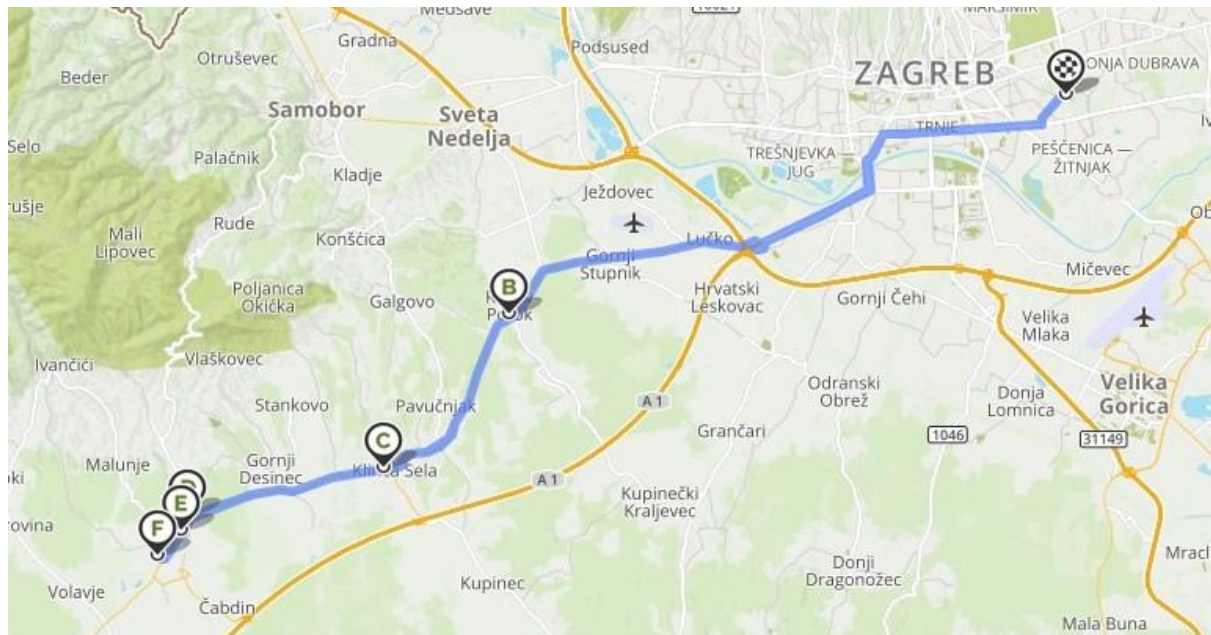 MAKSIMIR
Medsave
Gradna
Podsused
Otruševec
Beder
ZAGREB
ONJA DUBRAVA
Samobor
Sveta
Nedelja
TRNJE
Selo
Palačnik
TREŠNJEVKA —
JUG
PEŠČENICA —
ŽITNJAK
Kladje
Ježdovec
Mali
Lipovec
Rude
Konšćica
Lučko
Gornji
Stupnik
Mičevec
Poljanica
Okićka
Galgovo
B
Hrvatski
Leskovac
Gornji Čehi
Velika
Mlaka
Ivančići
Vlaškovec
Stankovo
Pavučnjak
A 1
Odranski
Obrež
Donja
Lomnica
Velika
Gorica
Grančari
1046
31149
C
Malunje
Gornji
Desinec
Sela
A 1
Kupinečki
Kraljevec
D
E
F
Volavje
Čabdin
Kupinec
Donji
Dragonožec
Mala Buna